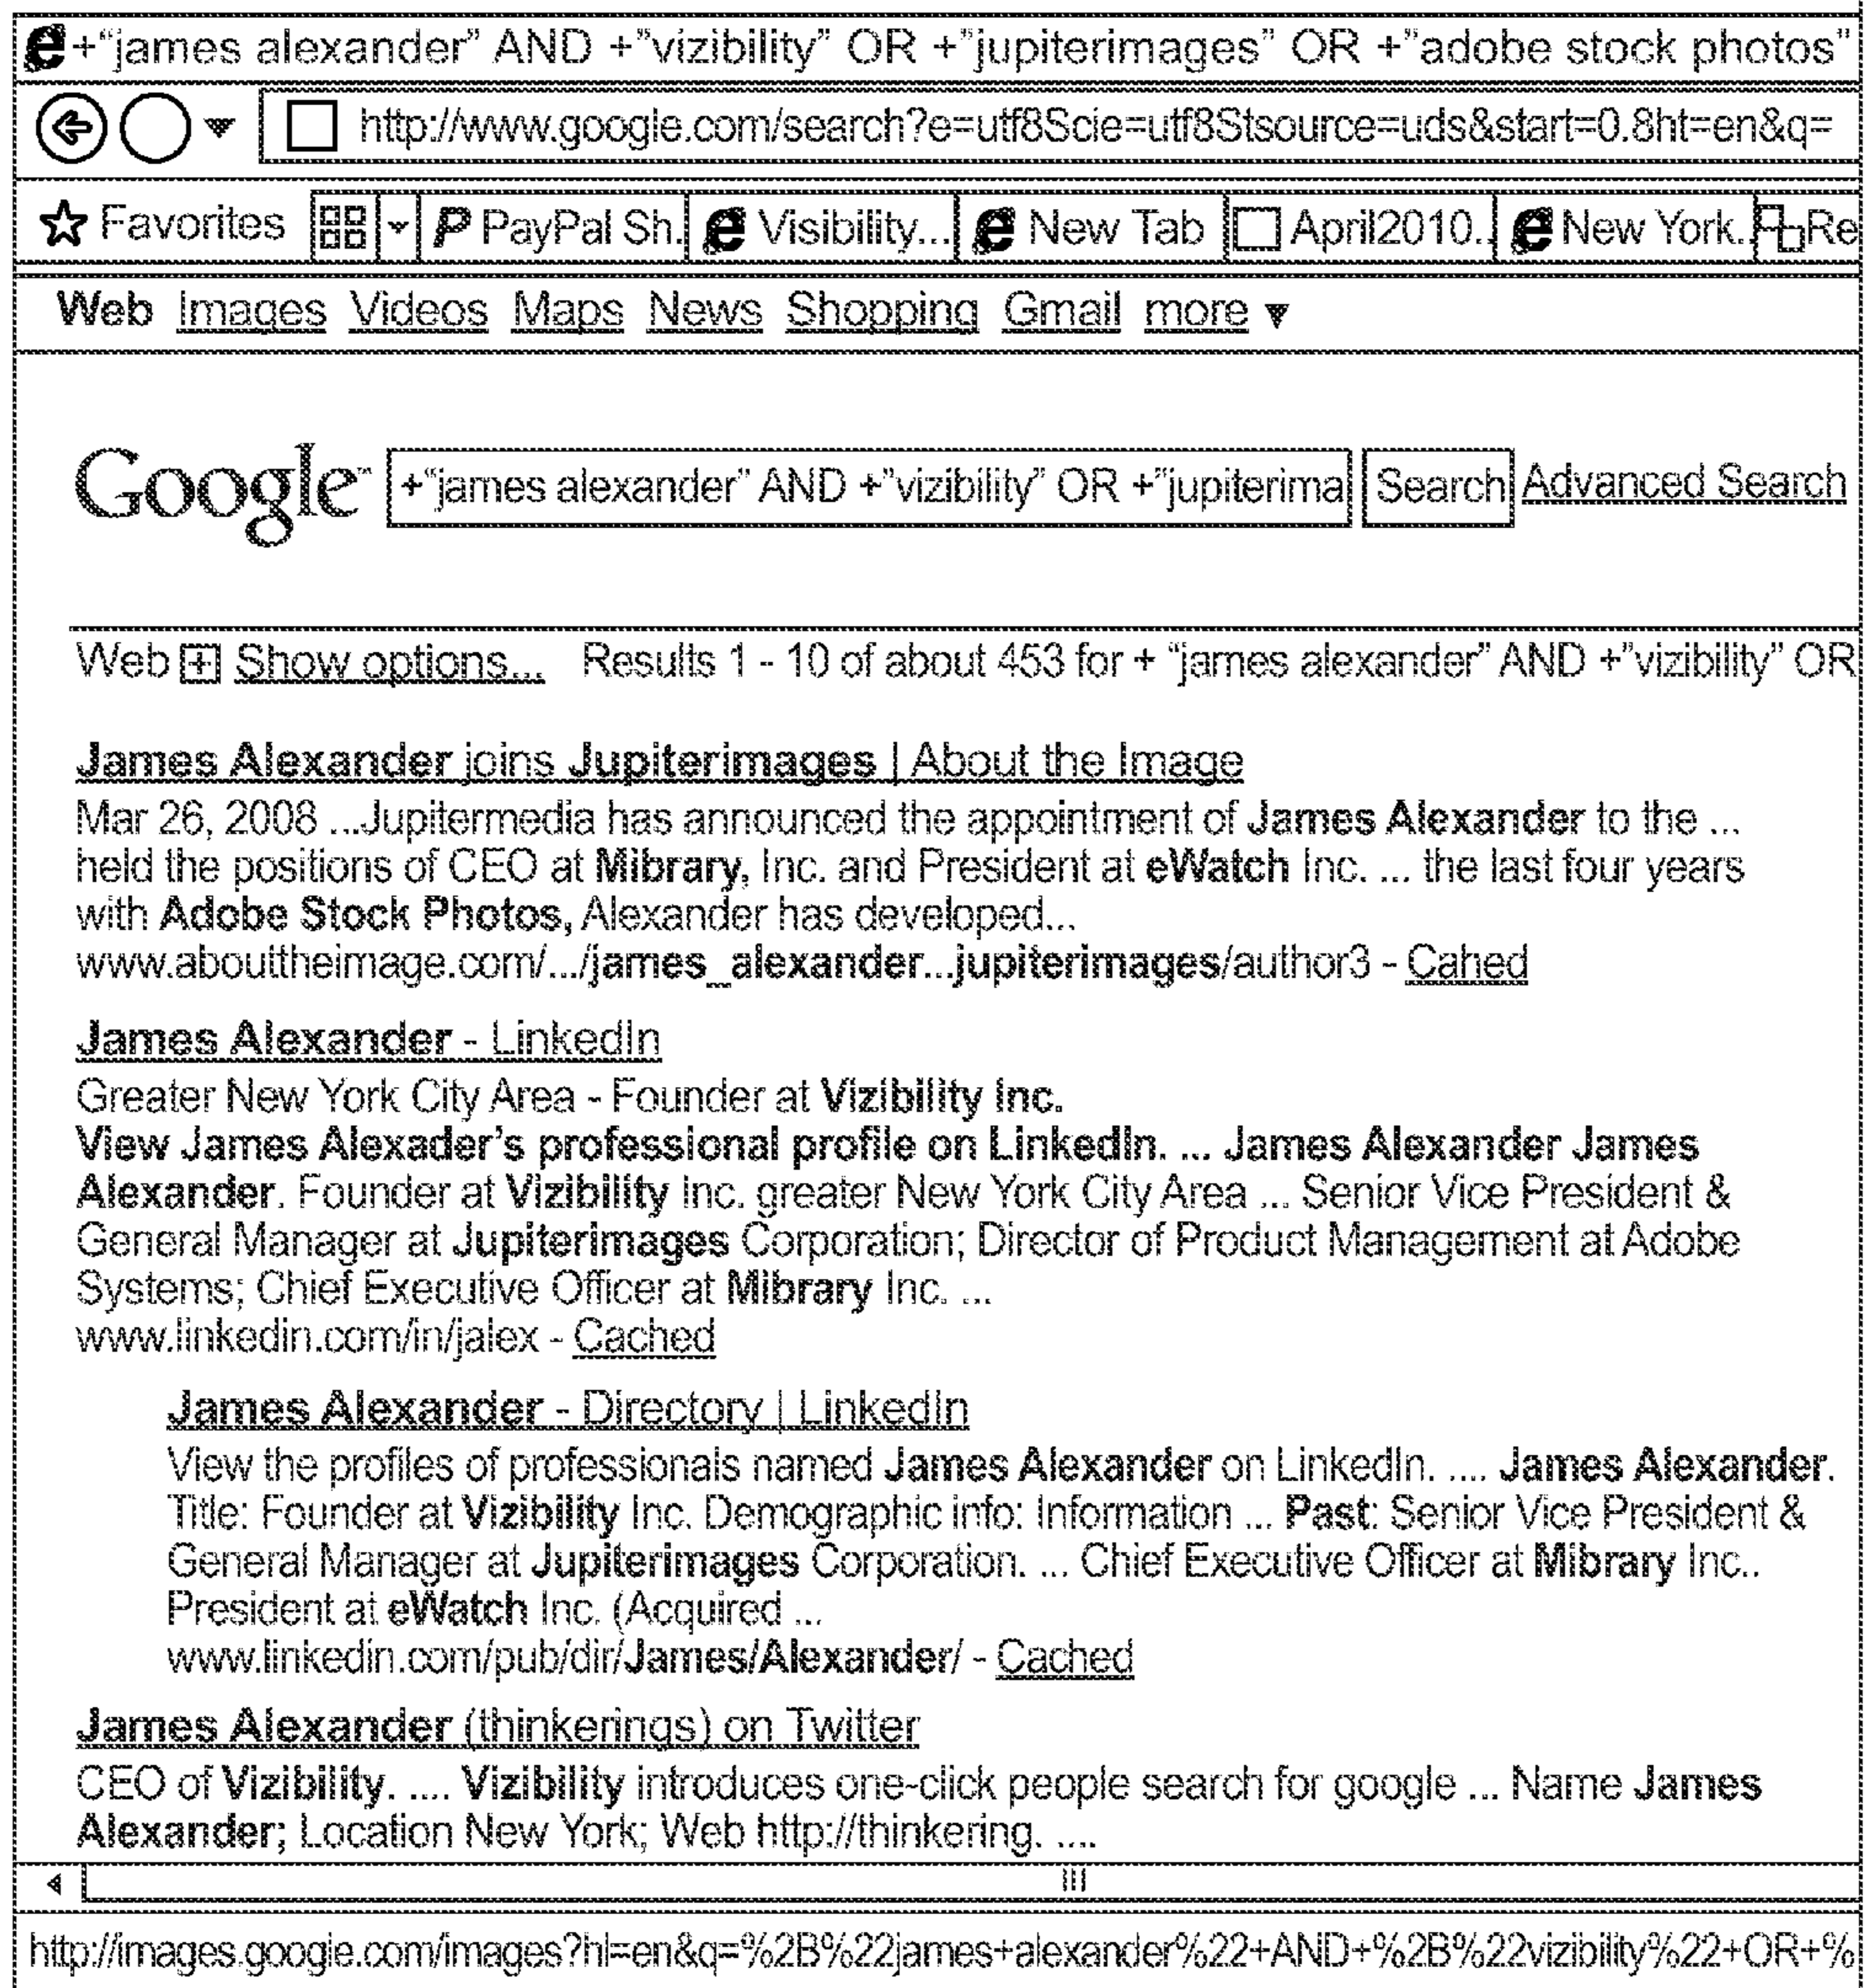 +“james alexander” AND +”vizibility” OR +”jupiterimages” OR +”adobe stock photos”
http://www.google.com/search?e=utf8Scie=utf8Stsource=uds&start=0.8ht=en&q=
Favorites PayPal Sh. Visibility... New Tab April2010.. New York.. Re
Web Images Videos Maps News Shopping Gmail more
Google™ +“james alexander” AND +”vizibility” OR +”jupiterima Search Advanced Search
Web + Show options... Results 1 - 10 of about 453 for + “james alexander” AND +”vizibility” OR
James Alexander joins Jupiterimages | About the Image
Mar 26, 2008 ...Jupitermedia has announced the appointment of James Alexander to the ...
held the positions of CEO at Mibrary, Inc. and President at eWatch Inc. ... the last four years
with Adobe Stock Photos, Alexander has developed...
www.abouttheimage.com/.../james_alexander...jupiterimages/author3 - Cahed
James Alexander - LinkedIn
Greater New York City Area - Founder at Vizibility Inc.
View James Alexader’s professional profile on LinkedIn. ... James Alexander James
Alexander. Founder at Vizibility Inc. greater New York City Area ... Senior Vice President &
General Manager at Jupiterimages Corporation; Director of Product Management at Adobe
Systems; Chief Executive Officer at Mibrary Inc. ...
www.linkedin.com/in/jalex - Cached
James Alexander - Directory | LinkedIn
View the profiles of professionals named James Alexander on LinkedIn. .... James Alexander.
Title: Founder at Vizibility Inc. Demographic info: Information ... Past: Senior Vice President &
General Manager at Jupiterimages Corporation. ... Chief Executive Officer at Mibrary Inc..
President at eWatch Inc. (Acquired ...
www.linkedin.com/pub/dir/James/Alexander/ - Cached
James Alexander (thinkerings) on Twitter
CEO of Vizibility. .... Vizibility introduces one-click people search for google ... Name James
Alexander; Location New York; Web http://thinkering. ....
http://images.google.com/images?hl=en&q=%2B%22james+alexander%22+AND+%2B%22vizibility%22+OR+%